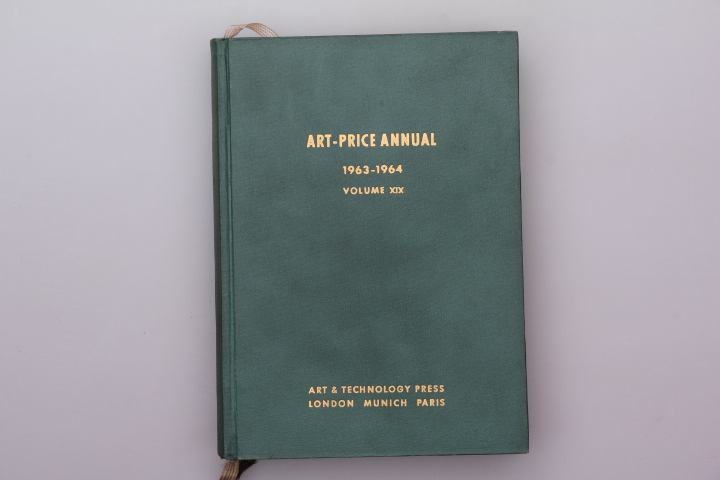 ART-PRICE ANNUAL
1963-1964
VOLUME XIX
ART & TECHNOLOGY PRESS
LONDON MUNICH PARIS